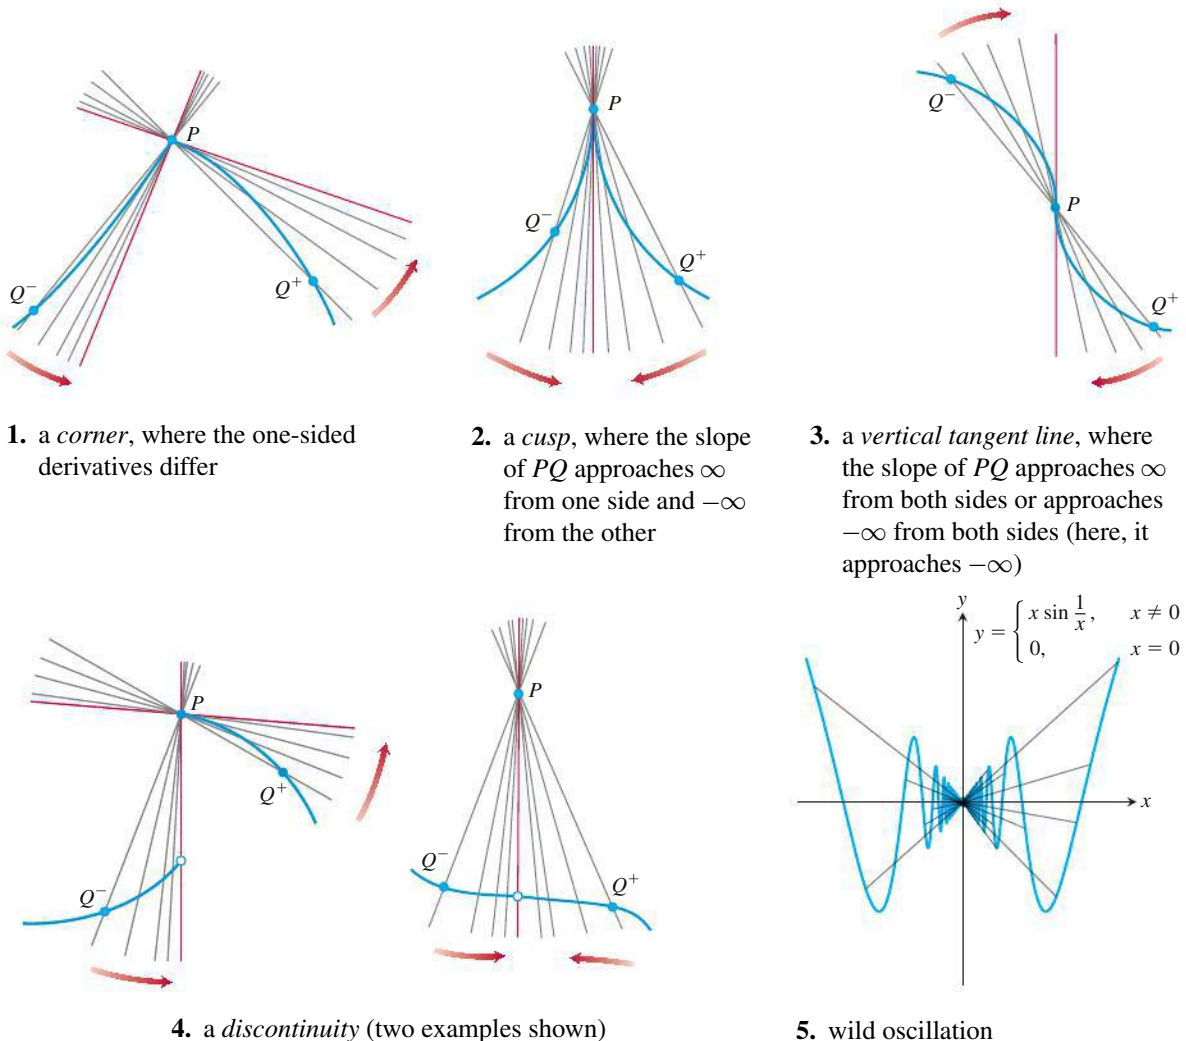 P
Q⁻
Q⁺
P
Q⁻
Q⁺
Q⁻
P
Q⁺
1. a corner, where the one-sided
derivatives differ
2. a cusp, where the slope
of PQ approaches ∞
from one side and −∞
from the other
3. a vertical tangent line, where
the slope of PQ approaches ∞
from both sides or approaches
−∞ from both sides (here, it
approaches −∞)
P
Q⁺
Q⁻
P
Q⁻
Q⁺
y
y = { x sin 1/x, x ≠ 0
0, x = 0
x
4. a discontinuity (two examples shown)
5. wild oscillation